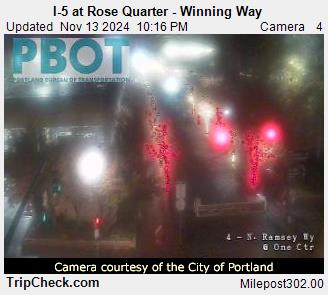 I-5 at Rose Quarter - Winning Way
Updated Nov 13 2024 10:16 PM Camera 4
PBOT
PORTLAND BUREAU OF TRANSPORTATION
4 - N. Ramsey Wy
@ One Ctr
Camera courtesy of the City of Portland
TripCheck.com Milepost302.00